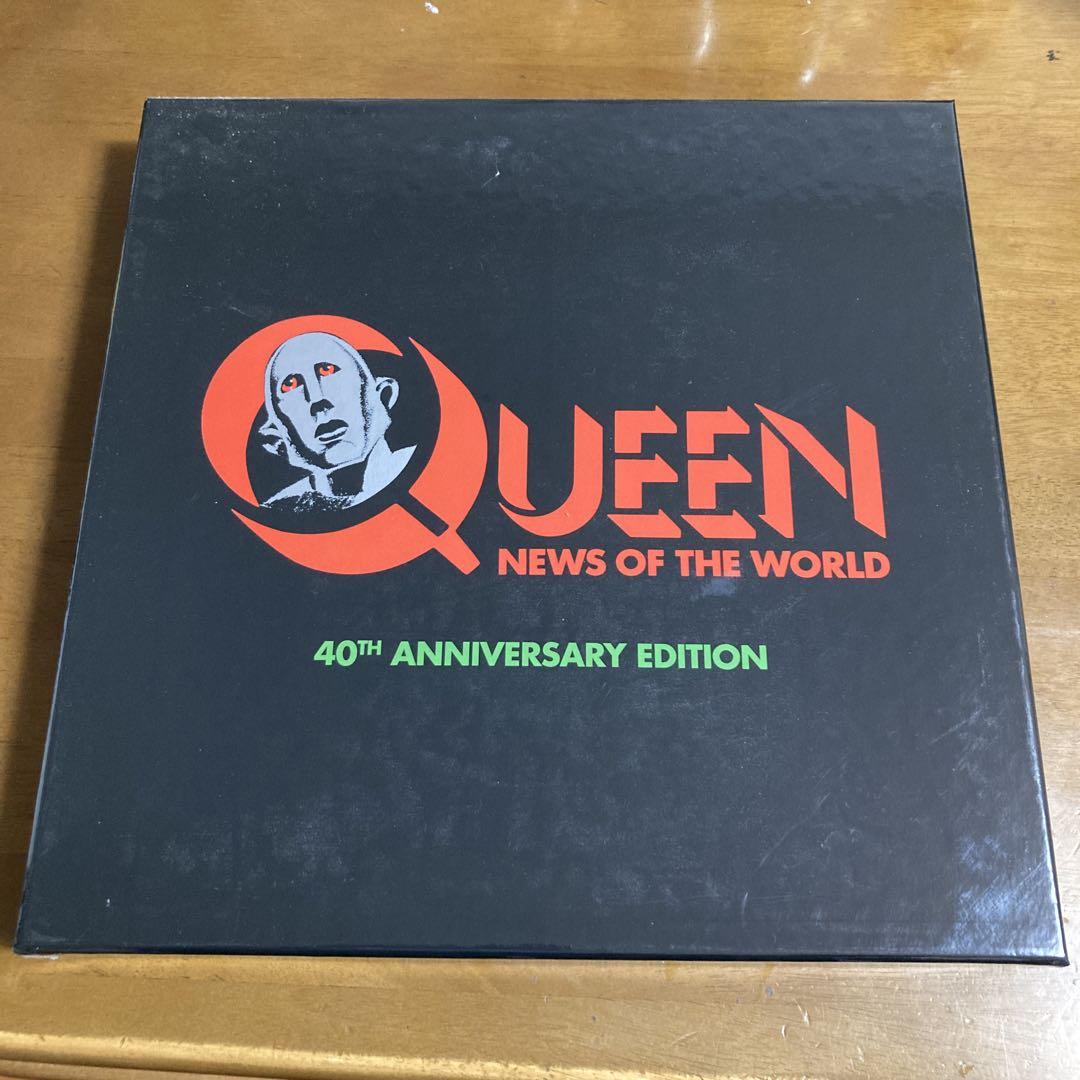 QUEEN
NEWS OF THE WORLD
40TH ANNIVERSARY EDITION